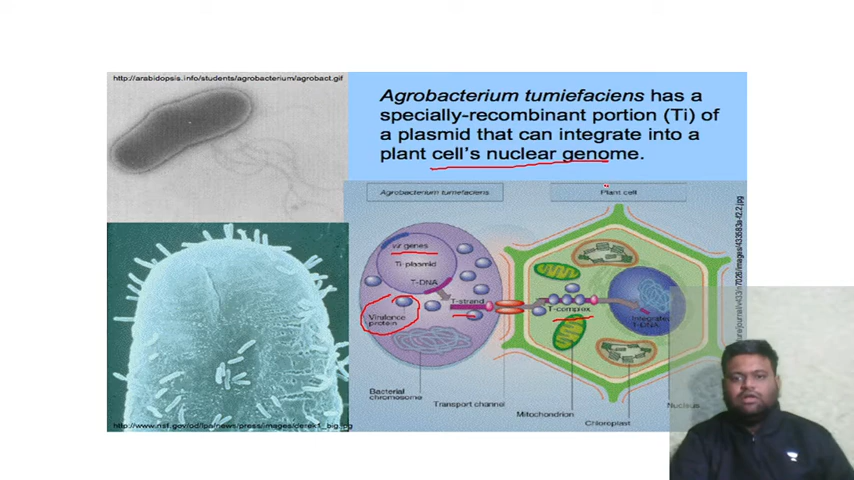 http://arabidopsis.info/students/agrobacterium/agrobact.gif
Agrobacterium tumiefaciens has a
specially-recombinant portion (Ti) of
a plasmid that can integrate into a
plant cell's nuclear genome.
Agrobacterium tumefaciens
Plant cell
vir genes
Ti-plasmid
T-DNA
T-strand
Virulence
protein
T-complex
Integrated
T-DNA
Bacterial
chromosome
Transport channel
Mitochondrion
Chloroplast
Nucleus